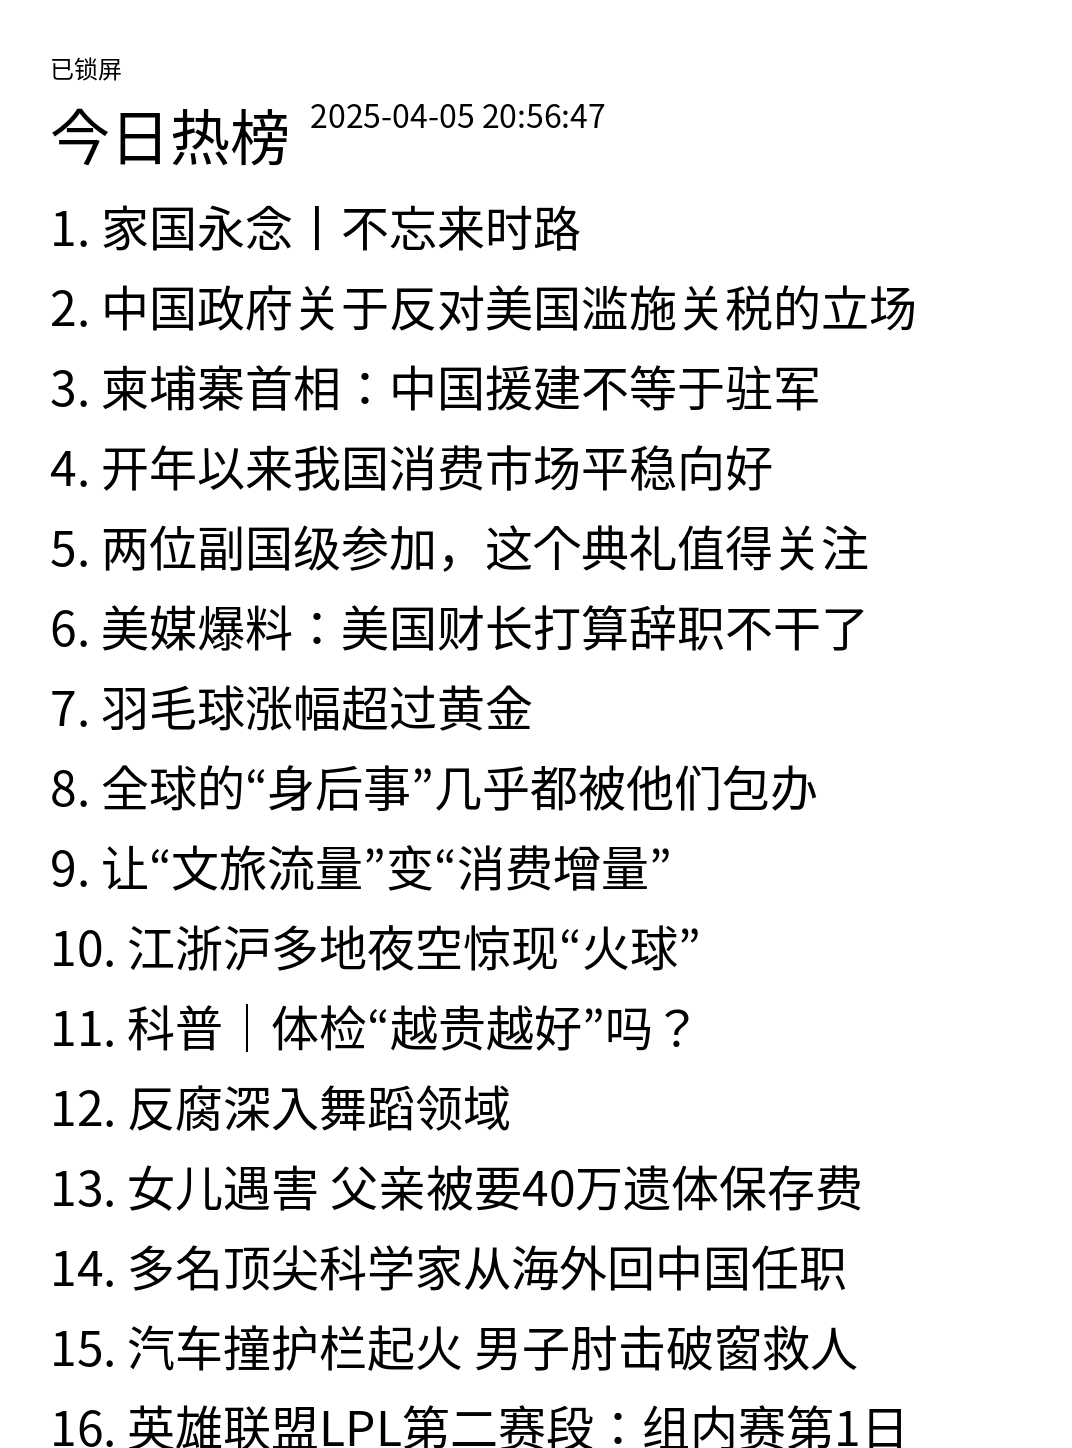 已锁屏
今日热榜 2025-04-05 20:56:47
1. 家国永念丨不忘来时路
2. 中国政府关于反对美国滥施关税的立场
3. 柬埔寨首相：中国援建不等于驻军
4. 开年以来我国消费市场平稳向好
5. 两位副国级参加，这个典礼值得关注
6. 美媒爆料：美国财长打算辞职不干了
7. 羽毛球涨幅超过黄金
8. 全球的“身后事”几乎都被他们包办
9. 让“文旅流量”变“消费增量”
10. 江浙沪多地夜空惊现“火球”
11. 科普｜体检“越贵越好”吗？
12. 反腐深入舞蹈领域
13. 女儿遇害 父亲被要40万遗体保存费
14. 多名顶尖科学家从海外回中国任职
15. 汽车撞护栏起火 男子肘击破窗救人
16. 英雄联盟LPL第二赛段：组内赛第1日